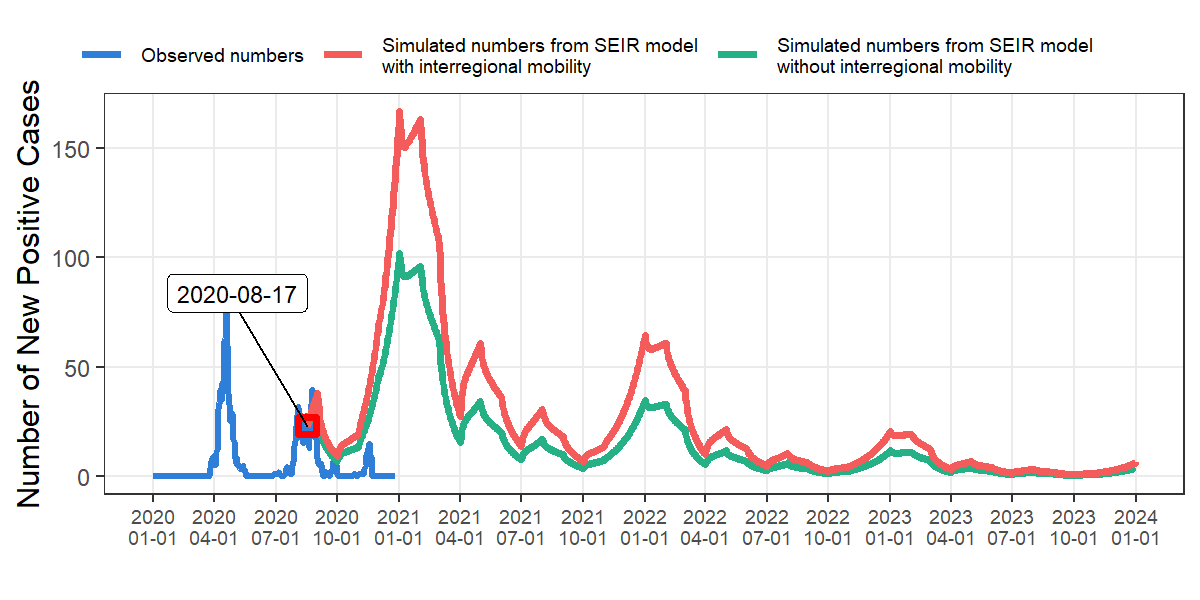 Observed numbers
Simulated numbers from SEIR model
with interregional mobility
Simulated numbers from SEIR model
without interregional mobility
Number of New Positive Cases
150
100
50
0
2020-08-17
2020 2020 2020 2020 2021 2021 2021 2021 2022 2022 2022 2022 2023 2023 2023 2023 2024
01-01 04-01 07-01 10-01 01-01 04-01 07-01 10-01 01-01 04-01 07-01 10-01 01-01 04-01 07-01 10-01 01-01